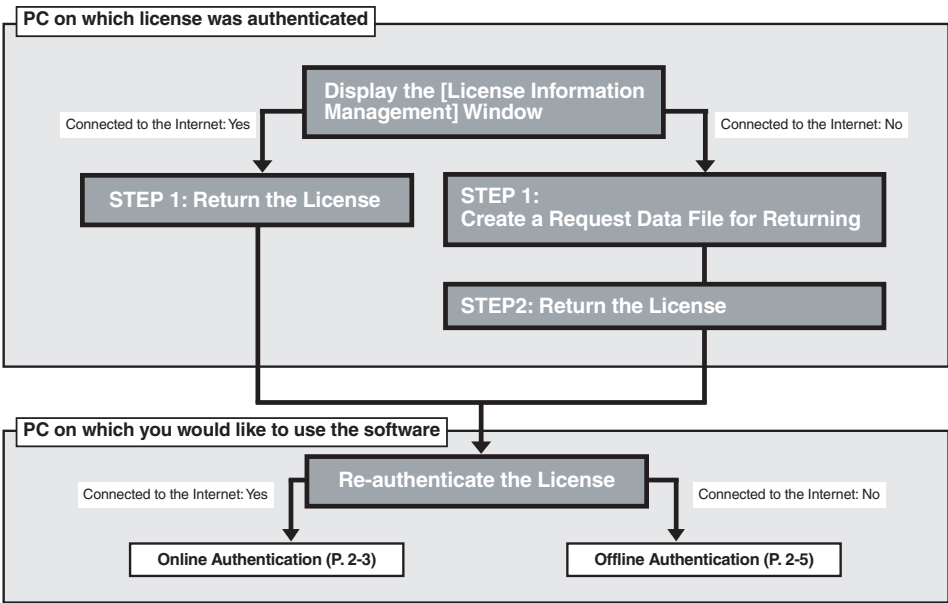 PC on which license was authenticated
Display the [License Information
Management] Window
Connected to the Internet: Yes
Connected to the Internet: No
STEP 1: Return the License
STEP 1:
Create a Request Data File for Returning
STEP2: Return the License
PC on which you would like to use the software
Re-authenticate the License
Connected to the Internet: Yes
Connected to the Internet: No
Online Authentication (P. 2-3)
Offline Authentication (P. 2-5)